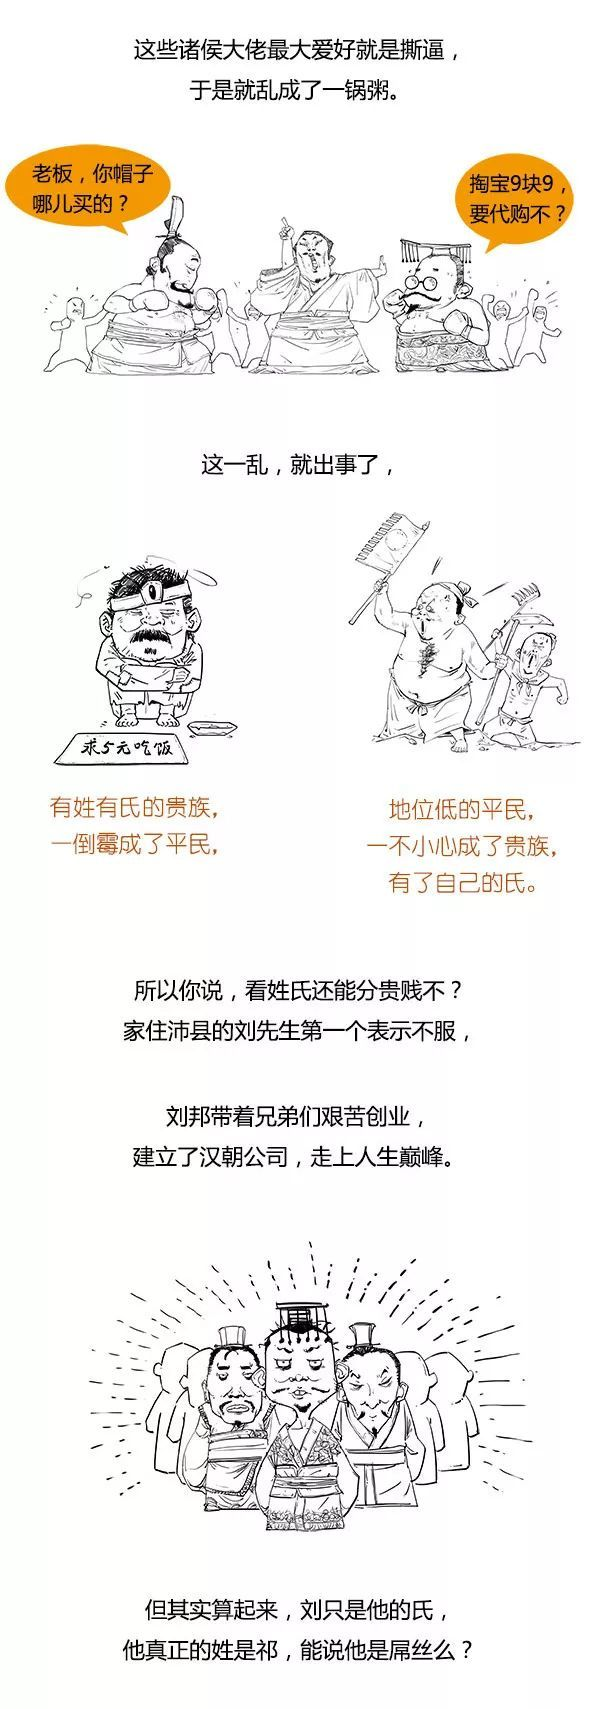 这些诸侯大佬最大爱好就是撕逼，
于是就乱成了一锅粥。
老板，你帽子
哪儿买的？
掏宝9块9，
要代购不？
这一乱，就出事了，
求5元吃饭
有姓有氏的贵族，
一倒霉成了平民，
地位低的平民，
一不小心成了贵族，
有了自己的氏。
所以你说，看姓氏还能分贵贱不？
家住沛县的刘先生第一个表示不服，
刘邦带着兄弟们艰苦创业，
建立了汉朝公司，走上人生巅峰。
但其实算起来，刘只是他的氏，
他真正的姓是祁，能说他是屌丝么？